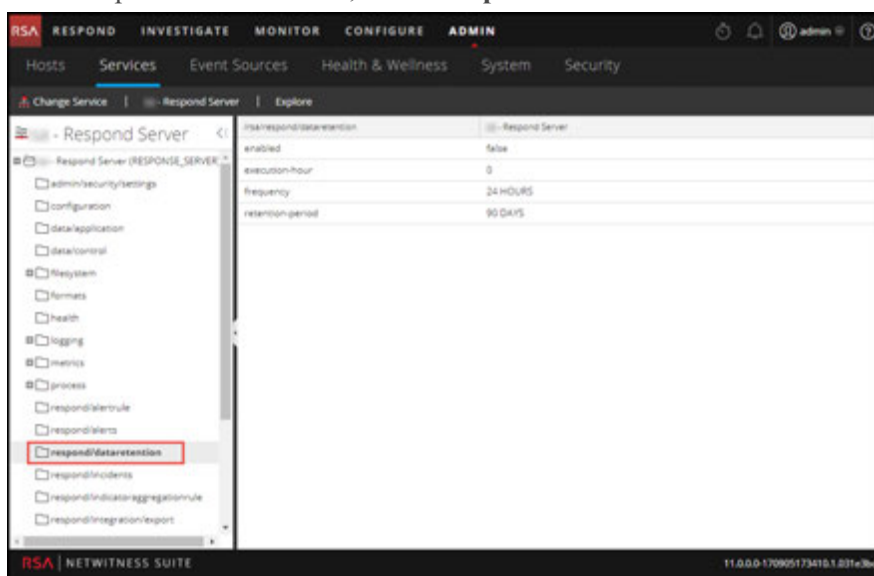 RSA RESPOND INVESTIGATE MONITOR CONFIGURE ADMIN admin
Hosts Services Event Sources Health & Wellness System Security
Change Service | - Respond Server | Explore
- Respond Server
/rsa/respond/dataretention - Respond Server
- Respond Server (RESPONSE_SERVER
enabled false
admin/security/settings
execution-hour 0
configuration
frequency 24 HOURS
data/application
retention-period 90 DAYS
data/control
filesystem
formats
health
logging
metrics
process
respond/alertrule
respond/alerts
respond/dataretention
respond/incidents
respond/indicatoraggregationrule
respond/integration/export
RSA | NETWITNESS SUITE